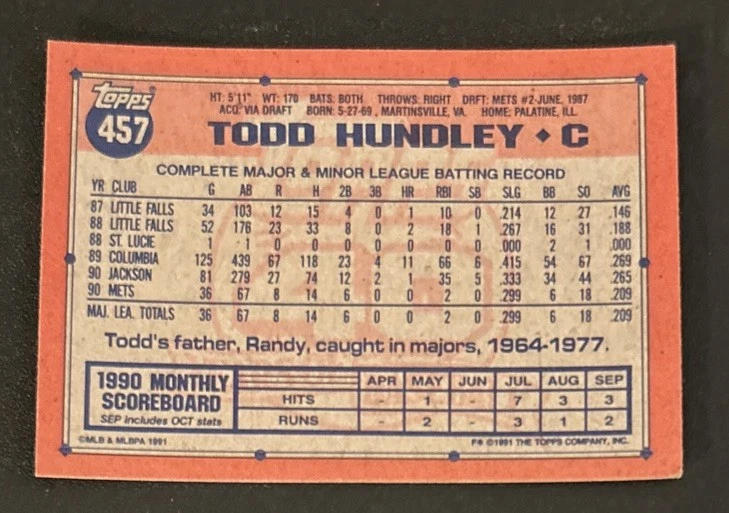 Topps
457
HT: 5'11" WT: 170 BATS: BOTH THROWS: RIGHT DRFT: METS #2-JUNE, 1987
ACQ: VIA DRAFT BORN: 5-27-69, MARTINSVILLE, VA. HOME: PALATINE, ILL.
TODD HUNDLEY ♦ C
COMPLETE MAJOR & MINOR LEAGUE BATTING RECORD
YR CLUB G AB R H 2B 3B HR RBI SB SLG BB SO AVG
87 LITTLE FALLS 34 103 12 15 4 0 1 10 0 .214 12 27 .146
88 LITTLE FALLS 52 176 23 33 8 0 2 18 1 .267 16 31 .188
88 ST. LUCIE 1 1 0 0 0 0 0 0 0 .000 2 1 .000
89 COLUMBIA 125 439 67 118 23 4 11 66 6 .415 54 67 .269
90 JACKSON 81 279 27 74 12 2 1 35 5 .333 34 44 .265
90 METS 36 67 8 14 6 0 0 2 0 .299 6 18 .209
MAJ. LEA. TOTALS 36 67 8 14 6 0 0 2 0 .299 6 18 .209
Todd's father, Randy, caught in majors, 1964-1977.
1990 MONTHLY SCOREBOARD
SEP includes OCT stats
APR MAY JUN JUL AUG SEP
HITS - 1 - 7 3 3
RUNS - 2 - 3 1 2
©MLB & MLBPA 1991
F* ©1991 THE TOPPS COMPANY, INC.